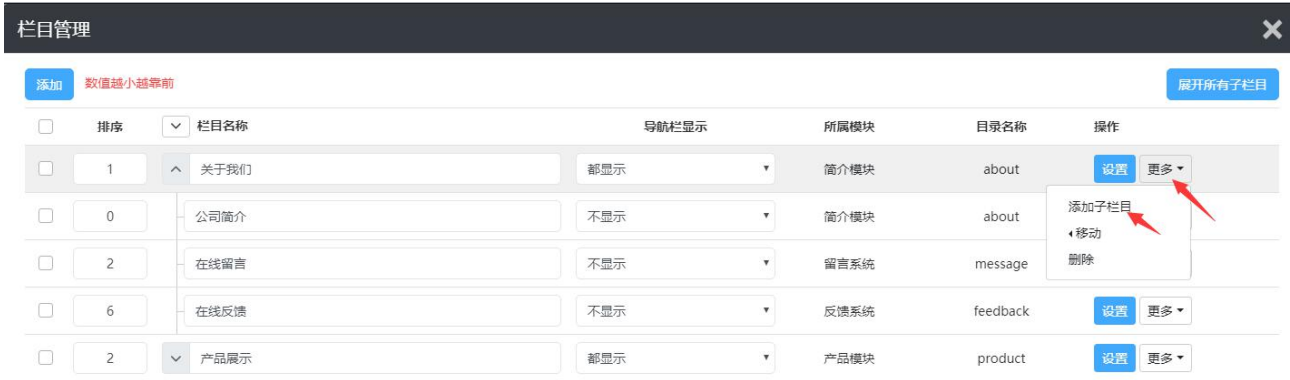 栏目管理
添加 数值越小越靠前 展开所有子栏目
排序 栏目名称 导航栏显示 所属模块 目录名称 操作
1 关于我们 都显示 简介模块 about 设置 更多
0 公司简介 不显示 简介模块 about 添加子栏目
移动
2 在线留言 不显示 留言系统 message 删除
6 在线反馈 不显示 反馈系统 feedback 设置 更多
2 产品展示 都显示 产品模块 product 设置 更多